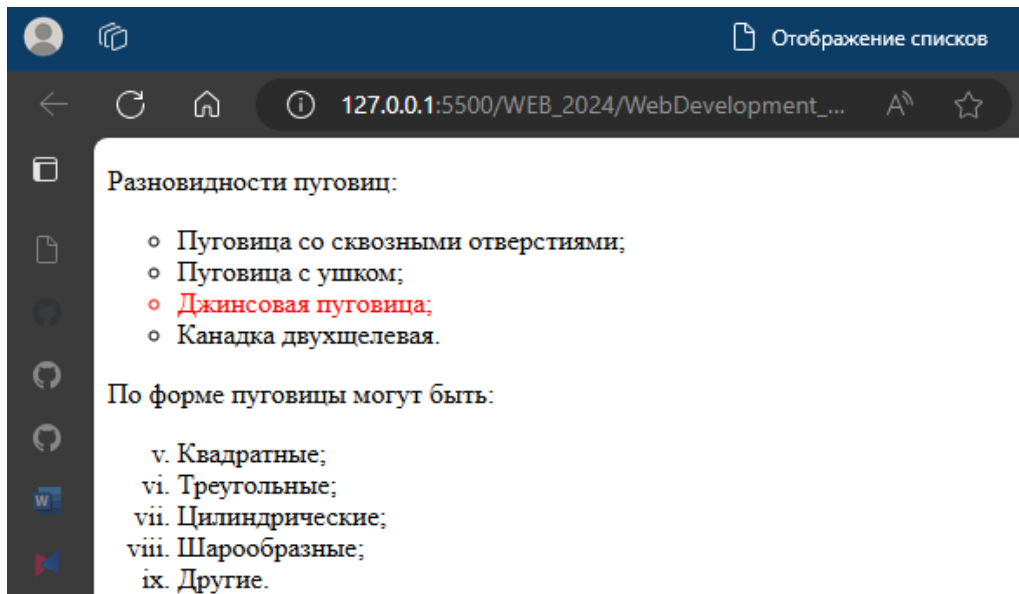 Отображение списков
127.0.0.1:5500/WEB_2024/WebDevelopment_...
Разновидности пуговиц:
Пуговица со сквозными отверстиями;
Пуговица с ушком;
Джинсовая пуговица;
Канадка двухщелевая.
По форме пуговицы могут быть:
v. Квадратные;
vi. Треугольные;
vii. Цилиндрические;
viii. Шарообразные;
ix. Другие.